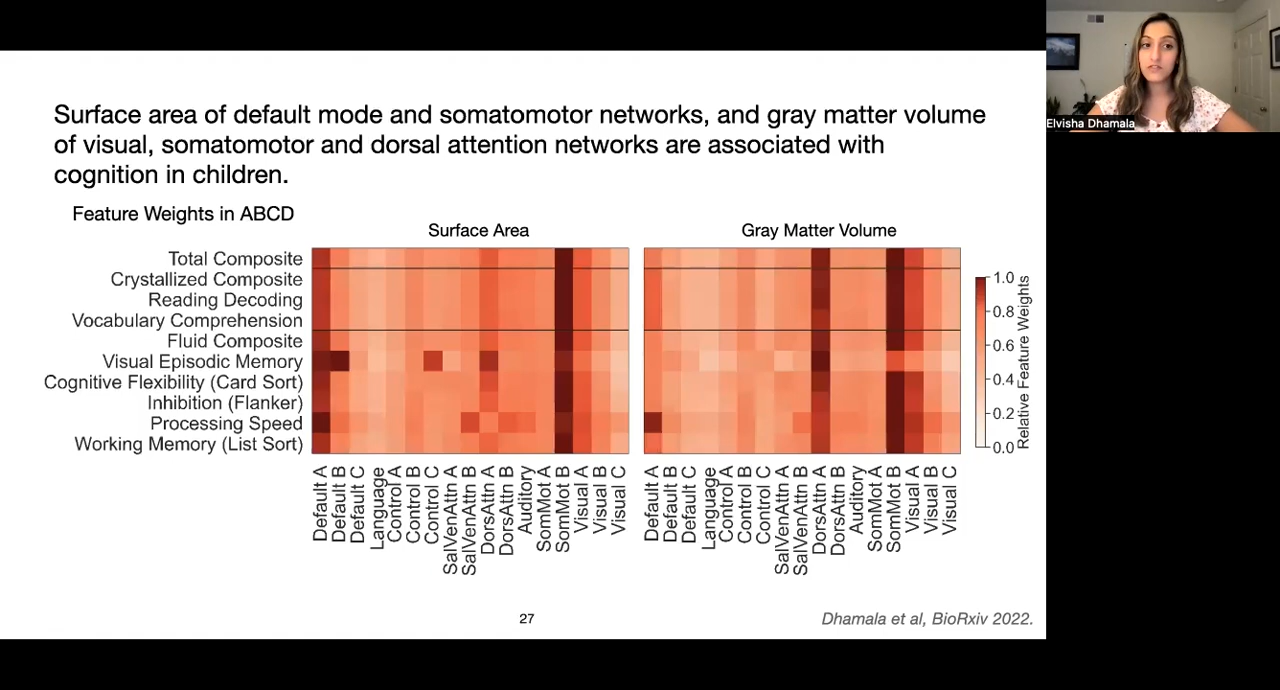 Surface area of default mode and somatomotor networks, and gray matter volume
of visual, somatomotor and dorsal attention networks are associated with
cognition in children.
Elvisha Dhamala
Feature Weights in ABCD
Surface Area
Gray Matter Volume
Total Composite
Crystallized Composite
Reading Decoding
Vocabulary Comprehension
Fluid Composite
Visual Episodic Memory
Cognitive Flexibility (Card Sort)
Inhibition (Flanker)
Processing Speed
Working Memory (List Sort)
1.0
0.8
0.6
0.4
0.2
0.0
Relative Feature Weights
Default A
Default B
Default C
Language
Control A
Control B
Control C
SalVenAttn A
SalVenAttn B
DorsAttn A
DorsAttn B
Auditory
SomMot A
SomMot B
Visual A
Visual B
Visual C
Default A
Default B
Default C
Language
Control A
Control B
Control C
SalVenAttn A
SalVenAttn B
DorsAttn A
DorsAttn B
Auditory
SomMot A
SomMot B
Visual A
Visual B
Visual C
27
Dhamala et al, BioRxiv 2022.